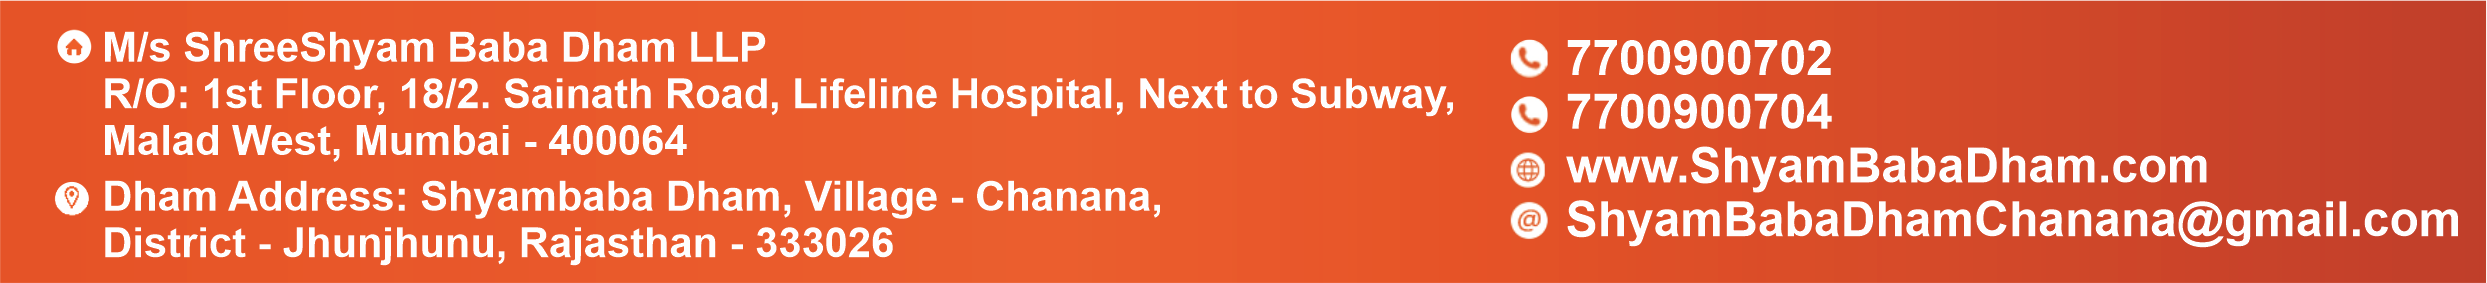 M/s ShreeShyam Baba Dham LLP
R/O: 1st Floor, 18/2. Sainath Road, Lifeline Hospital, Next to Subway,
Malad West, Mumbai - 400064
Dham Address: Shyambaba Dham, Village - Chanana,
District - Jhunjhunu, Rajasthan - 333026
7700900702
7700900704
www.ShyamBabaDham.com
ShyamBabaDhamChanana@gmail.com